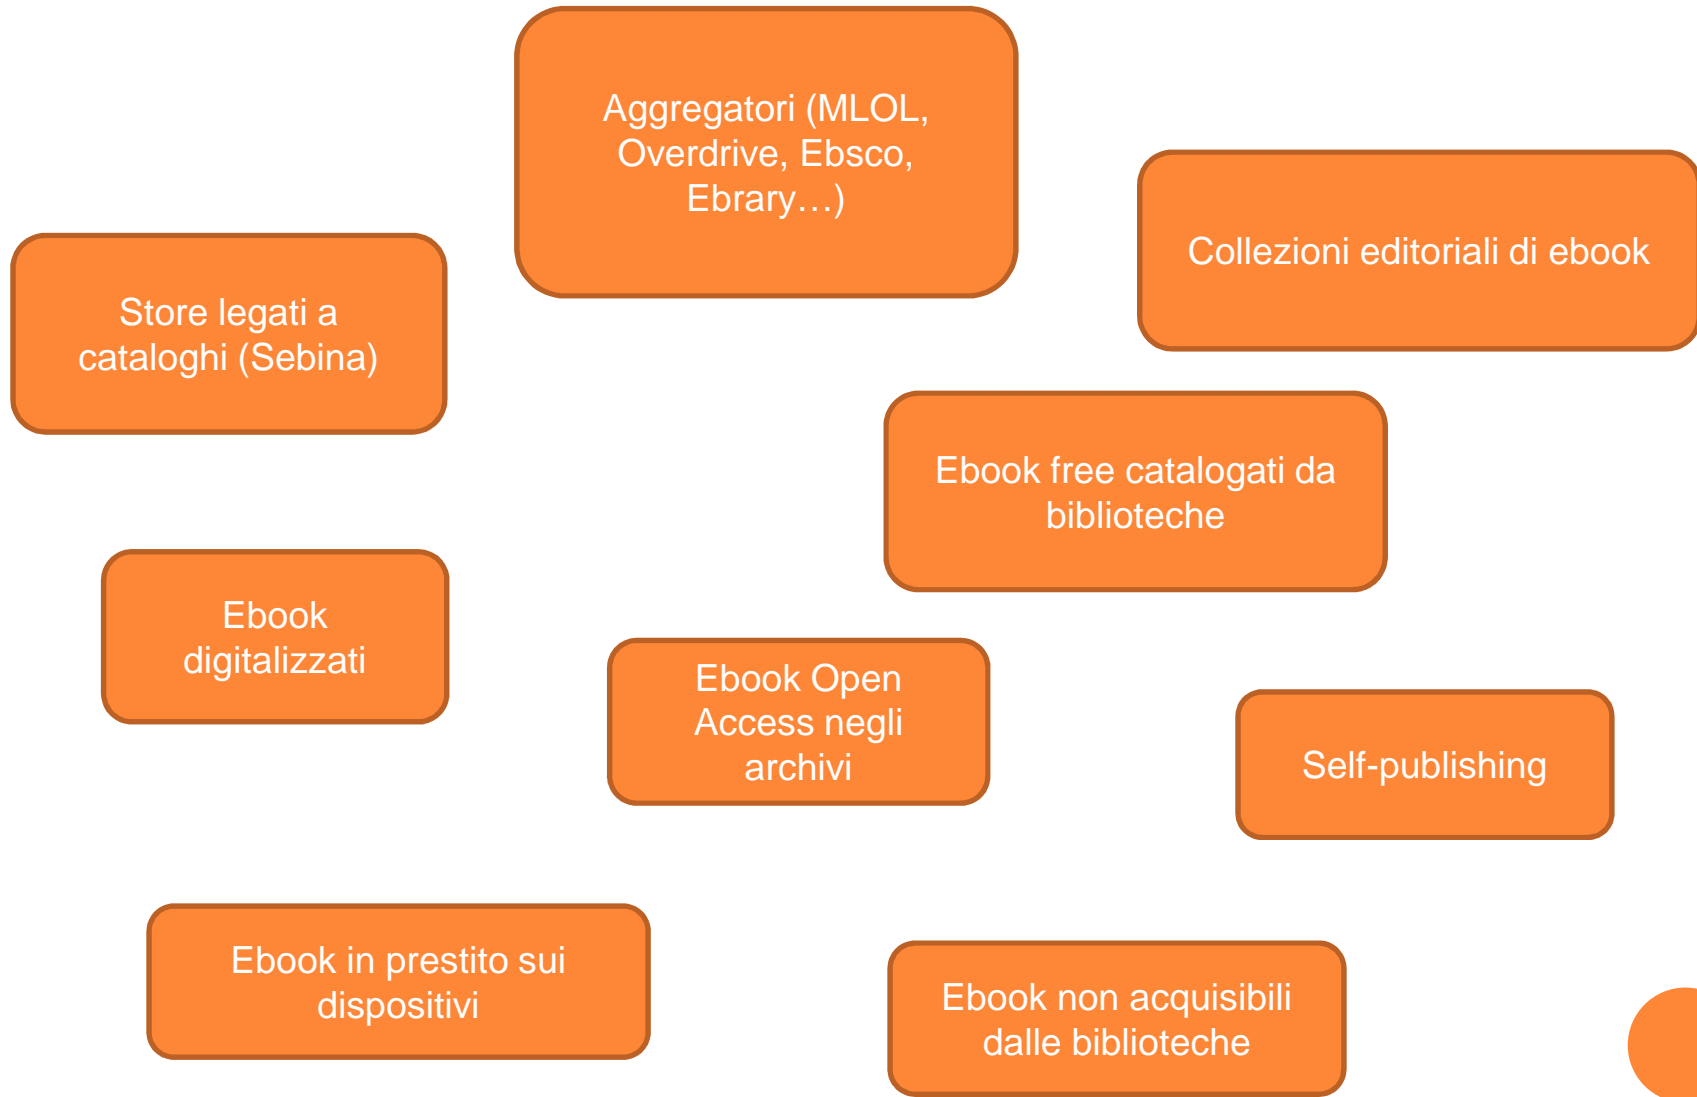 Aggregatori (MLOL,
Overdrive, Ebsco,
Ebrary…)
Collezioni editoriali di ebook
Store legati a
cataloghi (Sebina)
Ebook free catalogati da
biblioteche
Ebook
digitalizzati
Ebook Open
Access negli
archivi
Self-publishing
Ebook in prestito sui
dispositivi
Ebook non acquisibili
dalle biblioteche